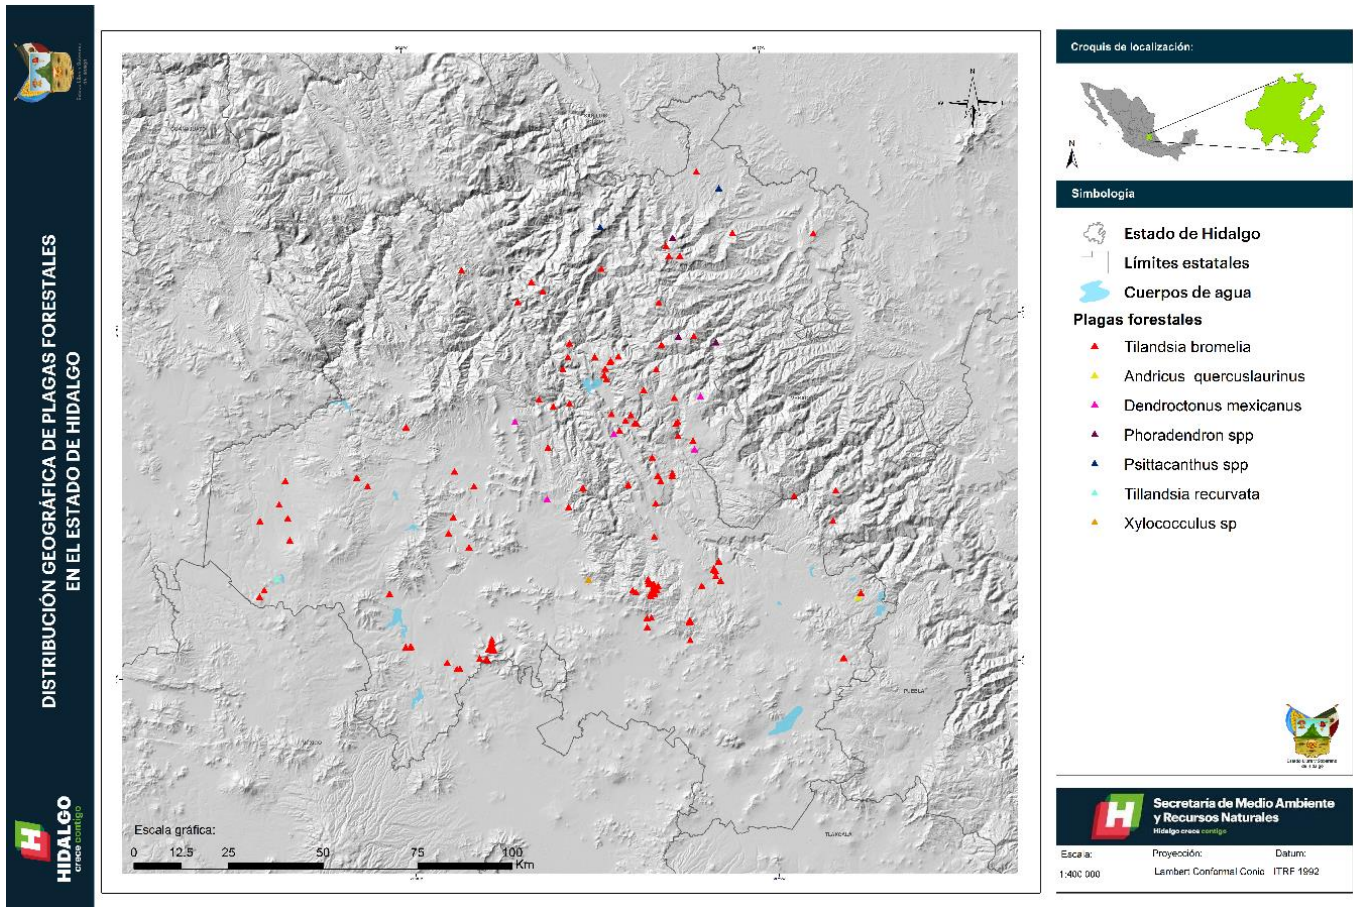 DISTRIBUCIÓN GEOGRÁFICA DE PLAGAS FORESTALES
EN EL ESTADO DE HIDALGO
HIDALGO
crece contigo
N
PUEBLA
TLAXCALA
Escala gráfica:
0 12.5 25 50 75 100
Km
Croquis de localización:
N
Simbología
Estado de Hidalgo
Límites estatales
Cuerpos de agua
Plagas forestales
Tilandsia bromelia
Andricus quercuslaurinus
Dendroctonus mexicanus
Phoradendron spp
Psittacanthus spp
Tillandsia recurvata
Xylococculus sp
Secretaría de Medio Ambiente
y Recursos Naturales
Hidalgo crece contigo
Escala: Proyección: Datum:
1:400 000 Lambert Conformal Conic ITRF 1992